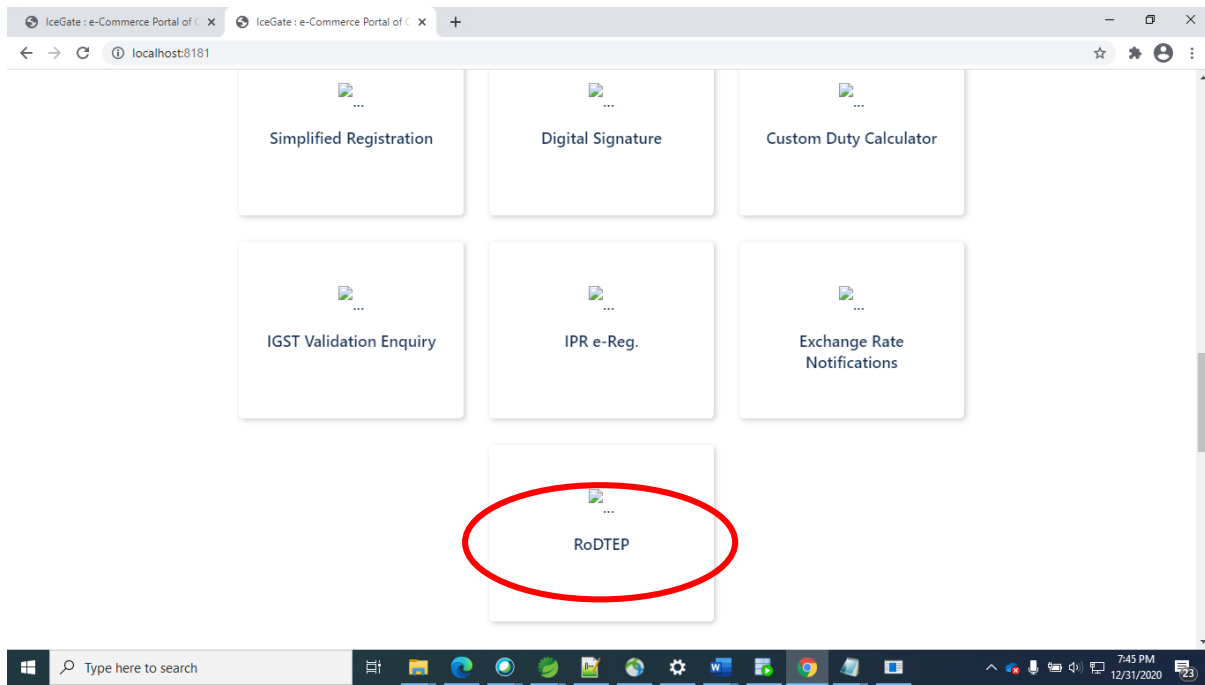 IceGate : e-Commerce Portal of C
IceGate : e-Commerce Portal of C
localhost:8181
...
...
...
Simplified Registration
Digital Signature
Custom Duty Calculator
...
...
...
IGST Validation Enquiry
IPR e-Reg.
Exchange Rate
Notifications
...
RoDTEP
Type here to search
7:45 PM
12/31/2020
23